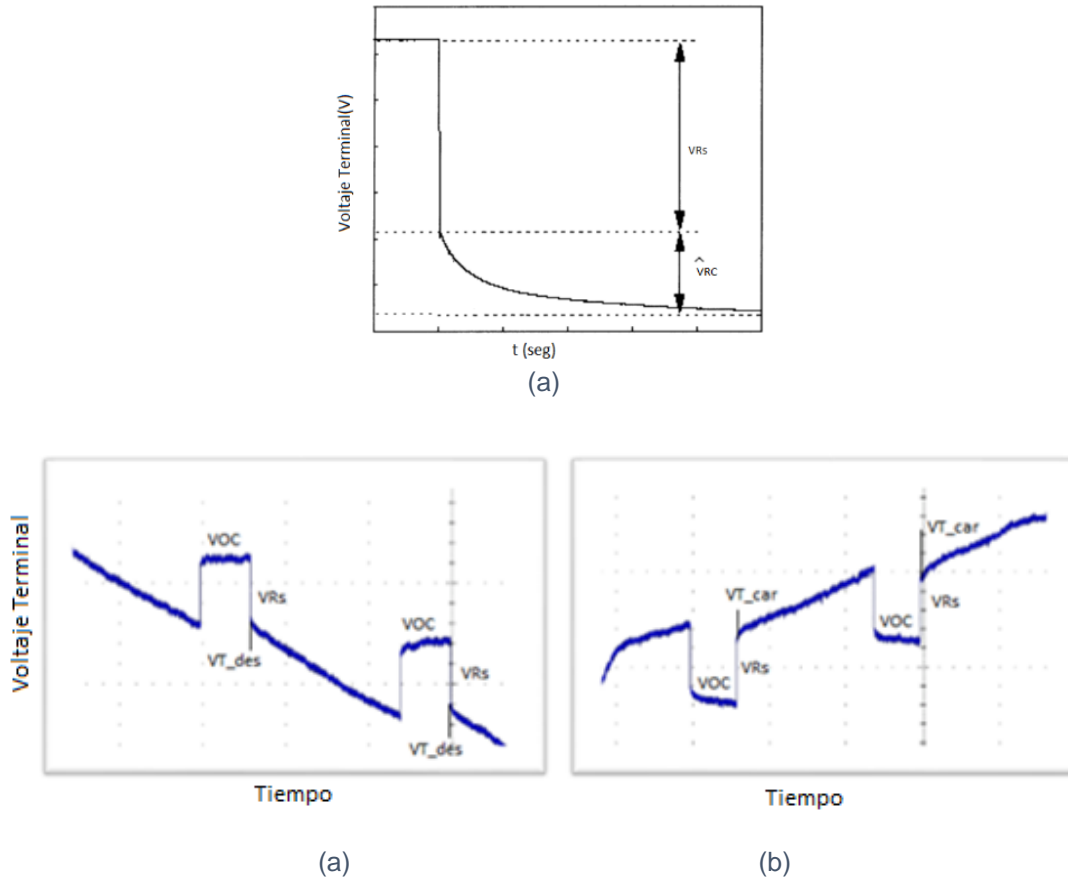 Voltaje Terminal(V)
VRs
^
VRC
t (seg)
(a)
Voltaje Terminal
VOC
VRs
VT_des
VOC
VRs
VT_des
Tiempo
(a)
VT_car
VOC
VRs
VT_car
VOC
VRs
Tiempo
(b)